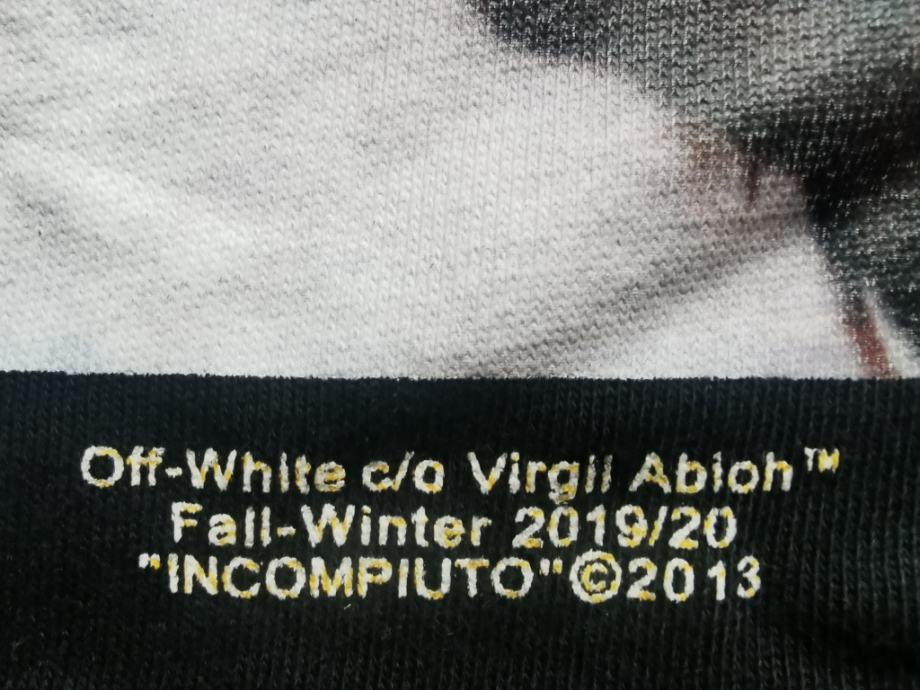 Off-White c/o Virgil Abloh™
Fall-Winter 2019/20
"INCOMPIUTO"©2013